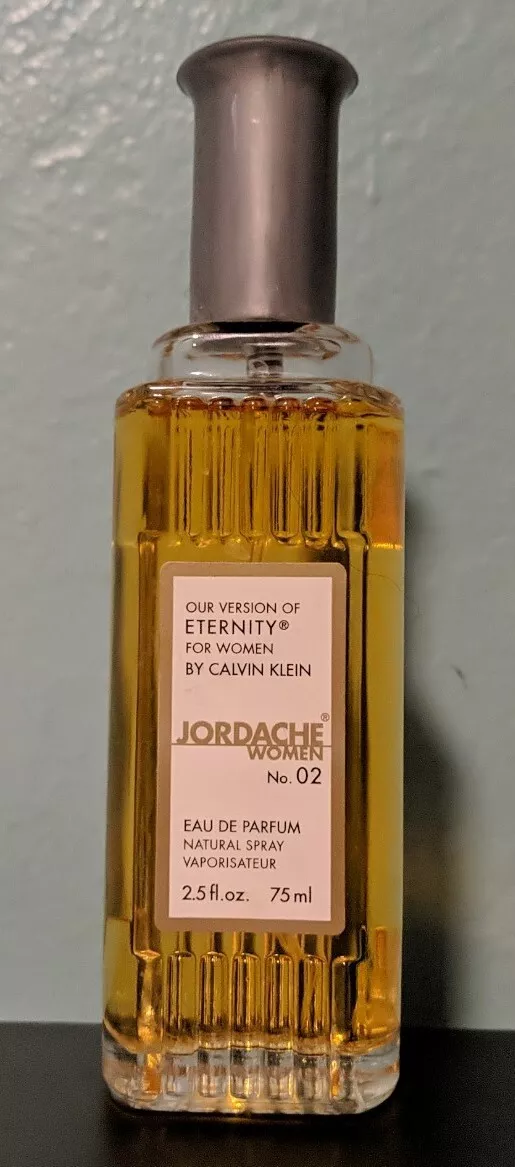 OUR VERSION OF
ETERNITY®
FOR WOMEN
BY CALVIN KLEIN
JORDACHE®
WOMEN
No. 02
EAU DE PARFUM
NATURAL SPRAY
VAPORISATEUR
2.5 fl.oz. 75 ml